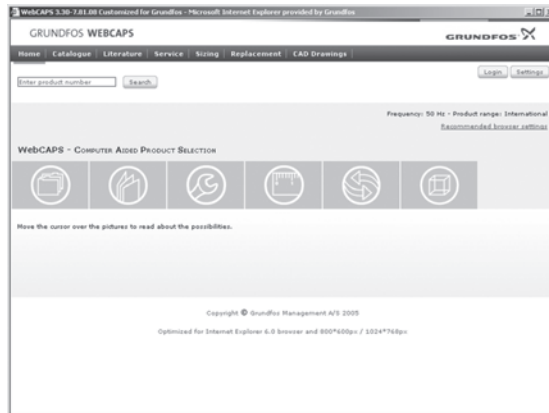 WebCAPS 3.30-7.01.08 Customized for Grundfos - Microsoft Internet Explorer provided by Grundfos
GRUNDFOS WEBCAPS
GRUNDFOS
Home Catalogue Literature Service Sizing Replacement CAD Drawings
Login Settings
Enter product number Search
Frequency: 50 Hz - Product range: International
Recommended browser settings
WebCAPS - Computer Aided Product Selection
Move the cursor over the pictures to read about the possibilities.
Copyright © Grundfos Management A/S 2005
Optimized for Internet Explorer 6.0 browser and 800*600px / 1024*768px